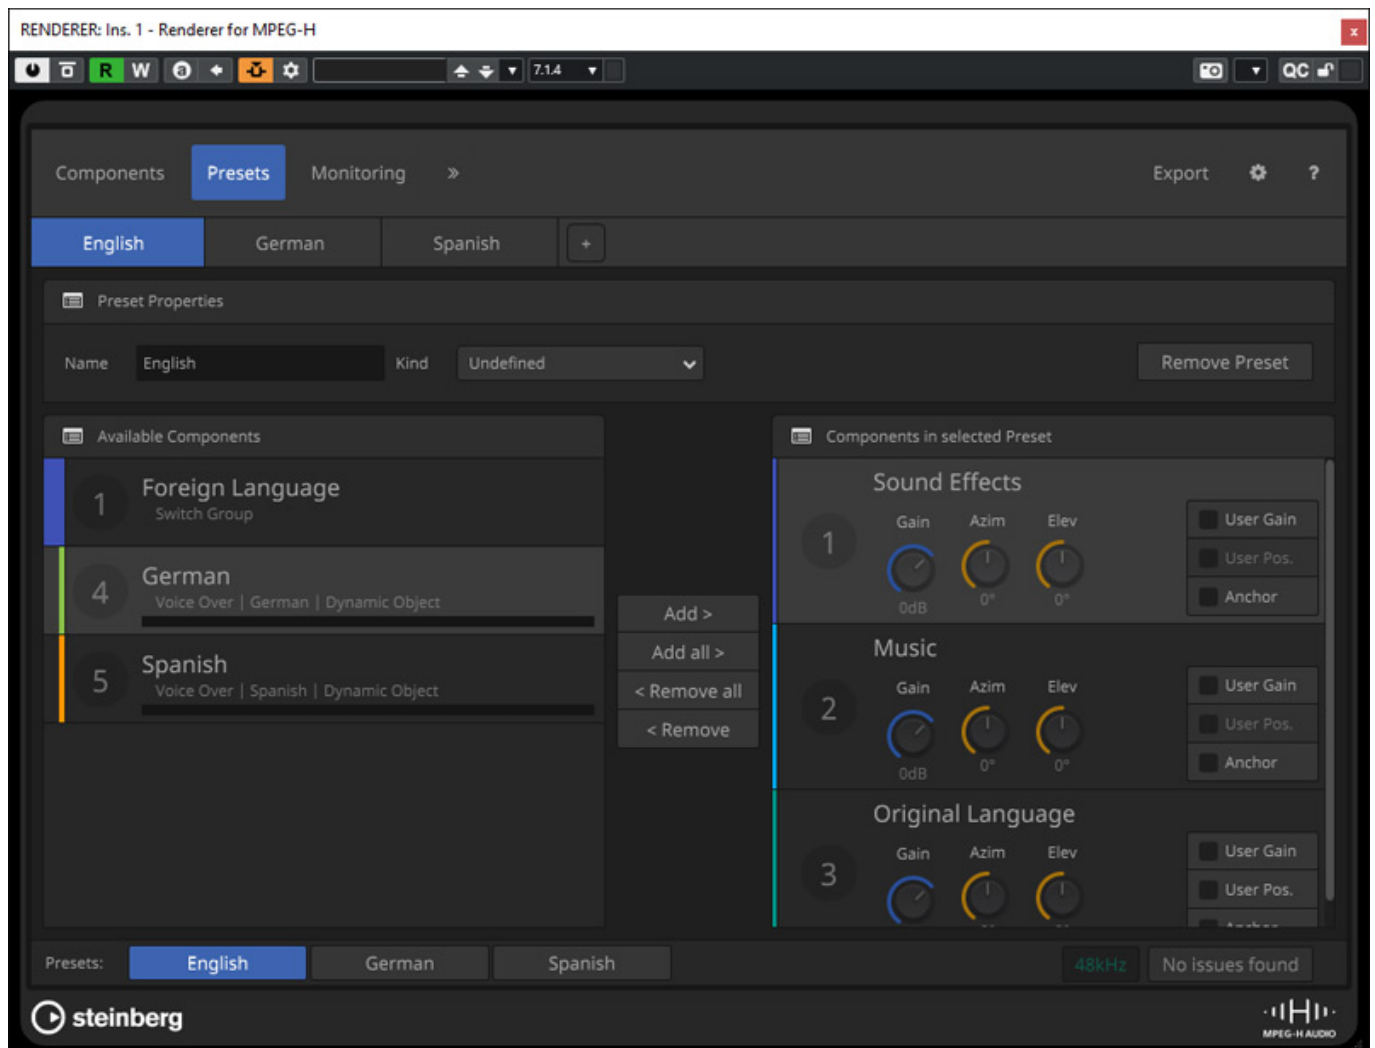 RENDERER: Ins. 1 - Renderer for MPEG-H
x
R W a 7.1.4 QC
Components Presets Monitoring » Export ?
English German Spanish +
Preset Properties
Name English Kind Undefined Remove Preset
Available Components
1 Foreign Language
Switch Group
4 German
Voice Over | German | Dynamic Object
5 Spanish
Voice Over | Spanish | Dynamic Object
Add >
Add all >
< Remove all
< Remove
Components in selected Preset
Sound Effects
1 Gain Azim Elev User Gain
User Pos.
0dB 0° 0° Anchor
Music
2 Gain Azim Elev User Gain
User Pos.
0dB 0° 0° Anchor
Original Language
3 Gain Azim Elev User Gain
User Pos.
Presets: English German Spanish 48kHz No issues found
steinberg
MPEG-H AUDIO